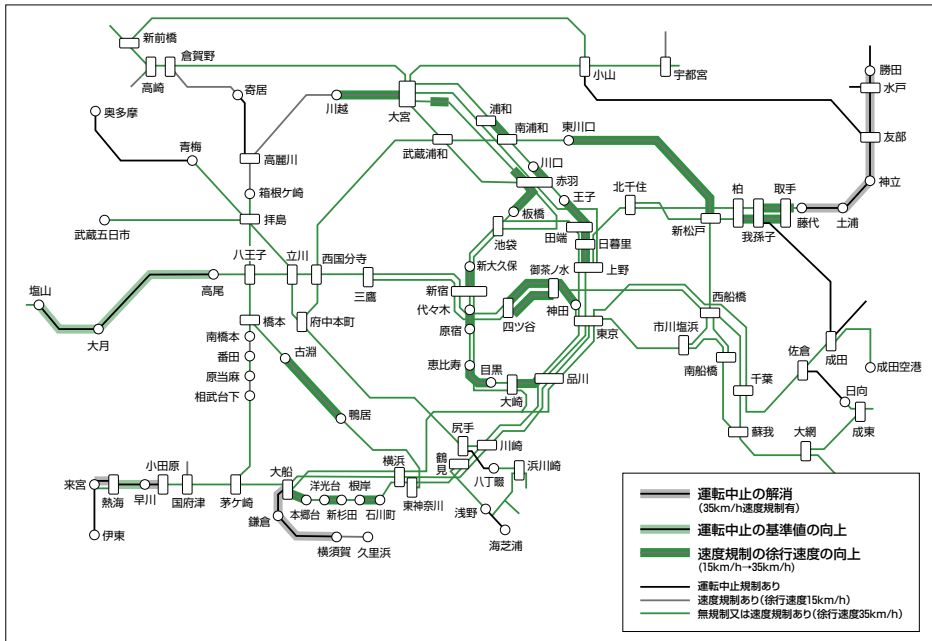 新前橋
倉賀野
高崎
寄居
川越
大宮
小山
宇都宮
勝田
水戸
友部
神立
奥多摩
青梅
高麗川
箱根ケ崎
拝島
武蔵五日市
浦和
南浦和
東川口
武蔵浦和
川口
赤羽
王子
北千住
柏
取手
我孫子
藤代
土浦
新松戸
板橋
池袋
田端
日暮里
上野
八王子
立川
西国分寺
三鷹
新大久保
新宿
代々木
原宿
御茶ノ水
四ツ谷
神田
東京
西船橋
市川塩浜
南船橋
千葉
佐倉
成田
成田空港
日向
成東
大網
蘇我
塩山
大月
高尾
橋本
南橋本
番田
原当麻
相武台下
府中本町
古淵
鴨居
恵比寿
目黒
大崎
品川
尻手
川崎
鶴見
八丁畷
浜川崎
浅野
海芝浦
横浜
東神奈川
来宮
熱海
早川
小田原
国府津
茅ケ崎
伊東
大船
洋光台
根岸
本郷台
新杉田
石川町
鎌倉
横須賀
久里浜
運転中止の解消
(35km/h速度規制有)
運転中止の基準値の向上
速度規制の徐行速度の向上
(15km/h→35km/h)
運転中止規制あり
速度規制あり(徐行速度15km/h)
無規制又は速度規制あり(徐行速度35km/h)